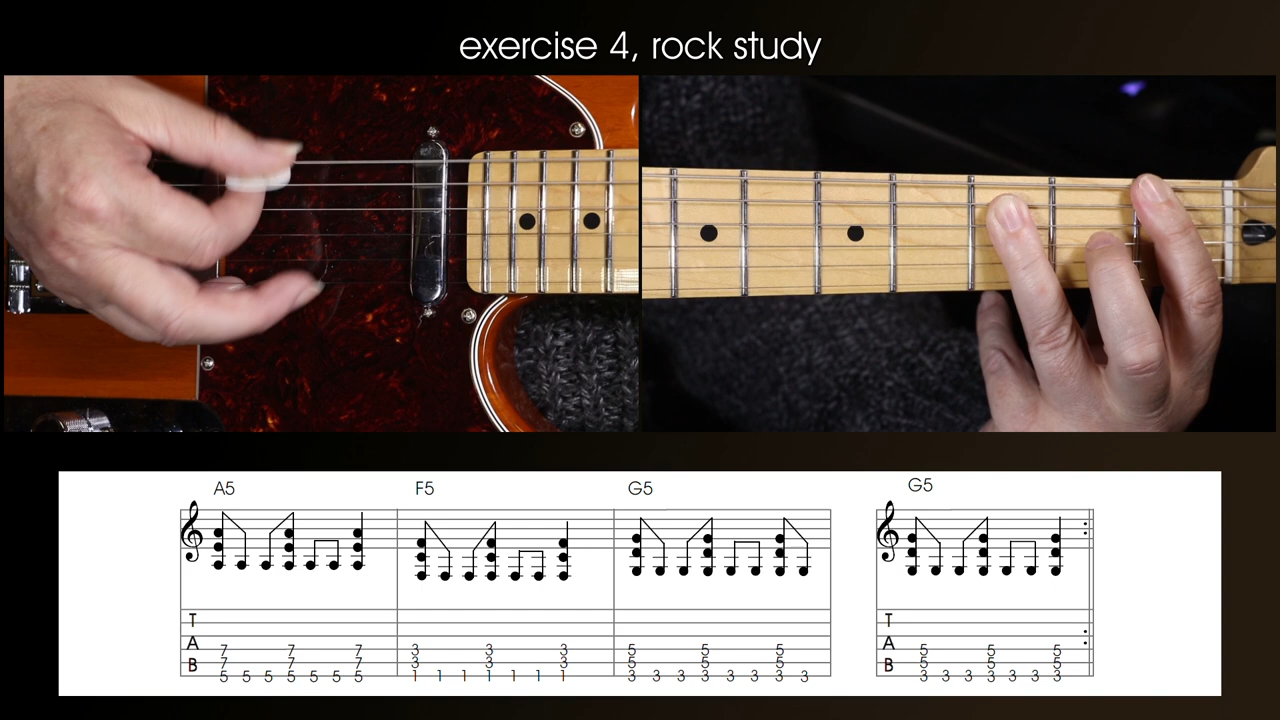 exercise 4, rock study
A5 F5 G5 G5
T T
A 7 7 7 3 3 3 5 5 5 A 5 5 5
B 7 7 7 3 3 3 5 5 5 B 5 5 5
5 5 5 5 5 5 5 1 1 1 1 1 1 1 3 3 3 3 3 3 3 3 3 3 3 3 3 3 3